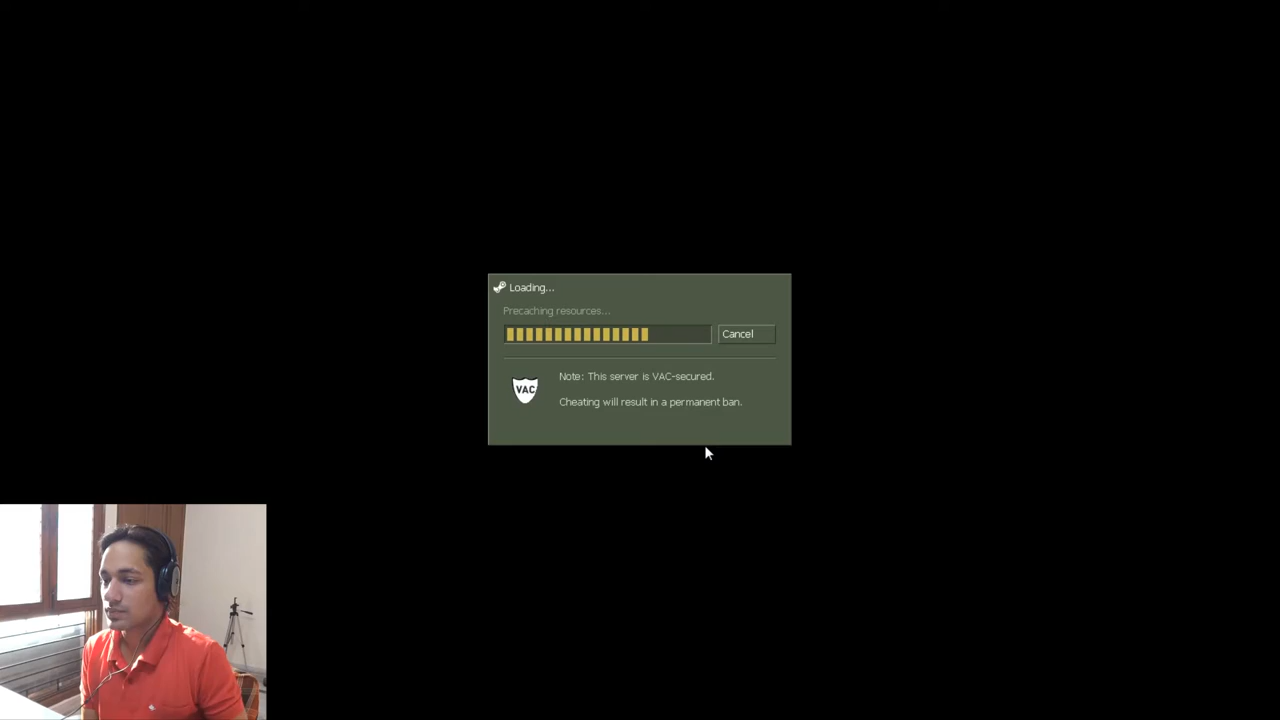 Loading...
Precaching resources...
Cancel
Note: This server is VAC-secured.
VAC
Cheating will result in a permanent ban.